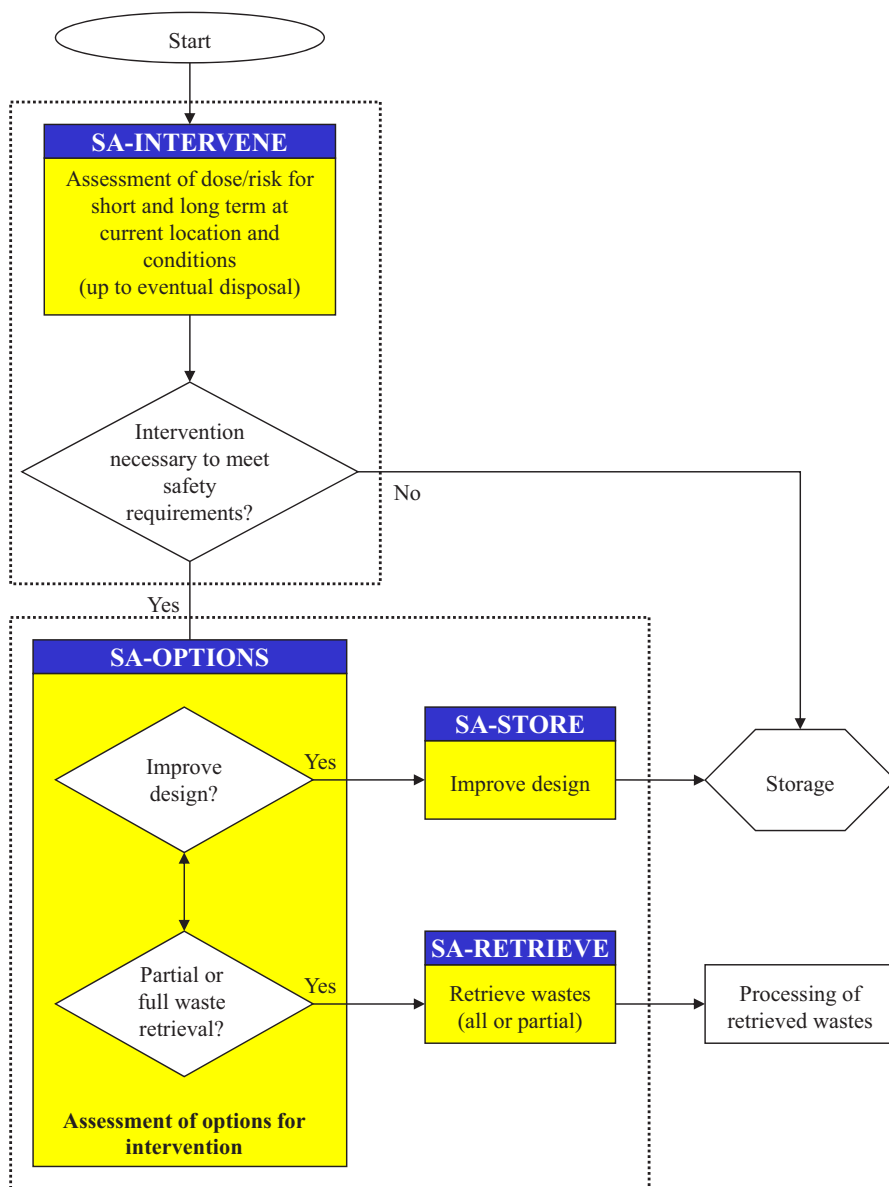 Start
SA-INTERVENE
Assessment of dose/risk for
short and long term at
current location and
conditions
(up to eventual disposal)
Intervention
necessary to meet
safety
requirements?
No
Yes
SA-OPTIONS
Improve
design?
Yes
SA-STORE
Improve design
Storage
Partial or
full waste
retrieval?
Yes
SA-RETRIEVE
Retrieve wastes
(all or partial)
Processing of
retrieved wastes
Assessment of options for
intervention